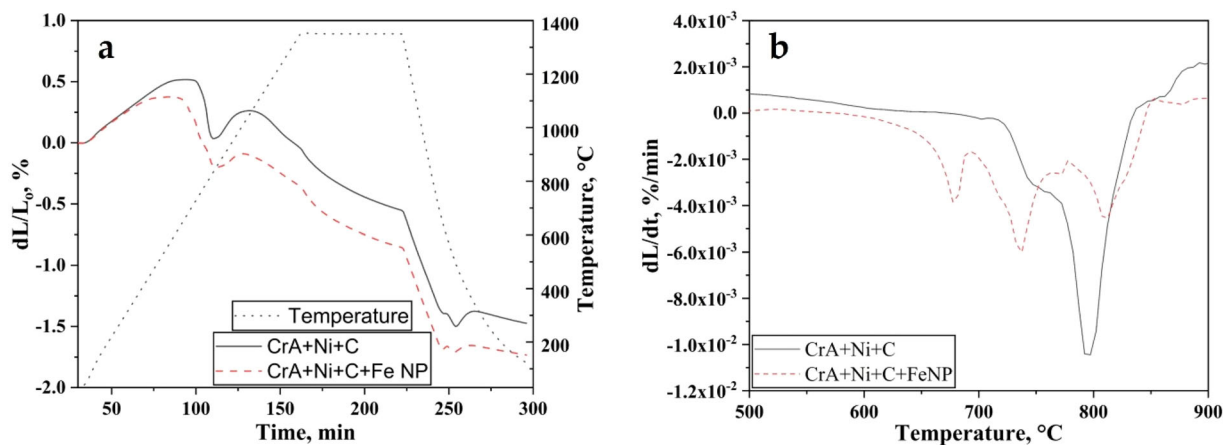 a
1.0
0.5
0.0
-0.5
-1.0
-1.5
-2.0
dL/L₀, %
50
100
150
200
250
300
Time, min
1400
1200
1000
800
600
400
200
Temperature, °C
Temperature
CrA+Ni+C
CrA+Ni+C+Fe NP
b
4.0x10⁻³
2.0x10⁻³
0.0
-2.0x10⁻³
-4.0x10⁻³
-6.0x10⁻³
-8.0x10⁻³
-1.0x10⁻²
-1.2x10⁻²
dL/dt, %/min
500
600
700
800
900
Temperature, °C
CrA+Ni+C
CrA+Ni+C+FeNP